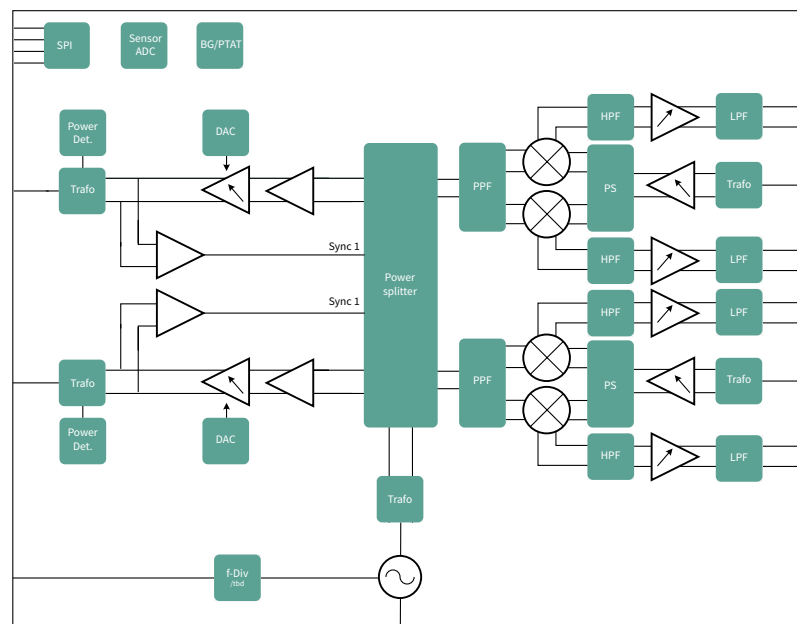 SPI
Sensor
ADC
BG/PTAT
Power
Det.
DAC
HPF
LPF
Trafo
PPF
PS
Trafo
Sync 1
HPF
LPF
Power
splitter
Sync 1
HPF
LPF
Trafo
DAC
Power
Det.
PPF
PS
Trafo
HPF
LPF
Trafo
f-Div
/tbd